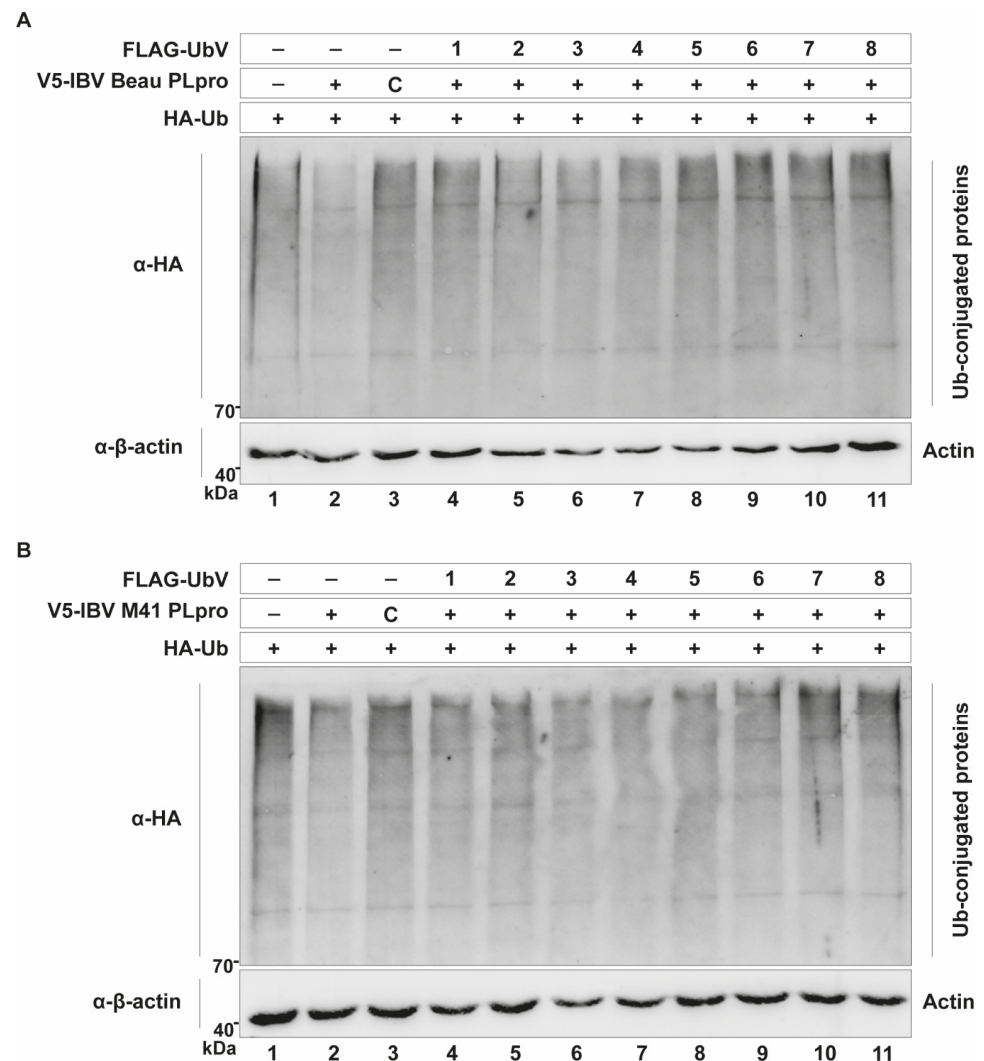 A
FLAG-UbV – – – 1 2 3 4 5 6 7 8
V5-IBV Beau PLpro – + C + + + + + + + +
HA-Ub + + + + + + + + + + +
α-HA
Ub-conjugated proteins
70
α-β-actin
Actin
40
kDa
1 2 3 4 5 6 7 8 9 10 11
B
FLAG-UbV – – – 1 2 3 4 5 6 7 8
V5-IBV M41 PLpro – + C + + + + + + + +
HA-Ub + + + + + + + + + + +
α-HA
Ub-conjugated proteins
70
α-β-actin
Actin
40
kDa
1 2 3 4 5 6 7 8 9 10 11